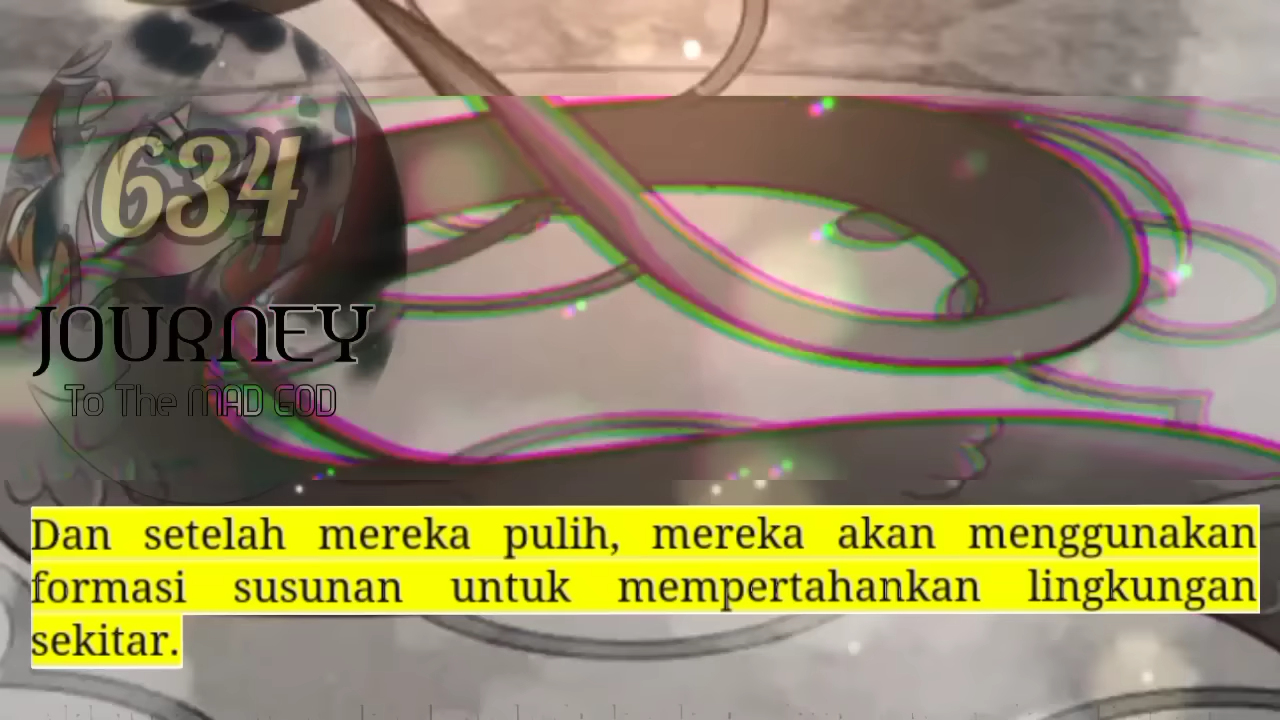 634
JOURNEY
To The MAD GOD
Dan setelah mereka pulih, mereka akan menggunakan
formasi susunan untuk mempertahankan lingkungan
sekitar.